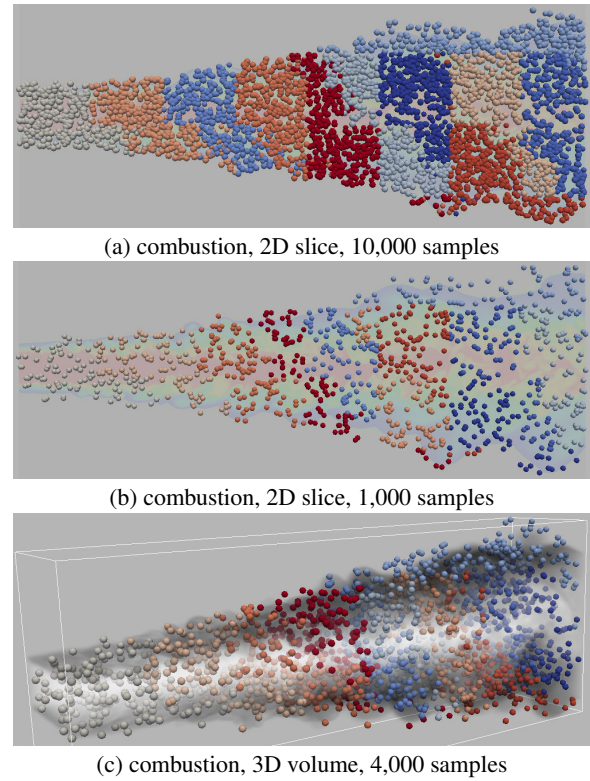 (a) combustion, 2D slice, 10,000 samples
(b) combustion, 2D slice, 1,000 samples
(c) combustion, 3D volume, 4,000 samples